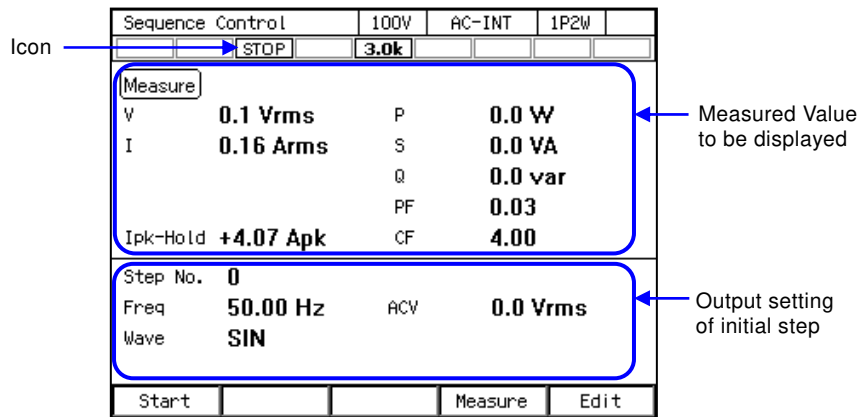 Sequence Control 100V AC-INT 1P2W
Icon STOP 3.0k
Measure
V 0.1 Vrms P 0.0 W
I 0.16 Arms S 0.0 VA
Q 0.0 var
PF 0.03
Ipk-Hold +4.07 Apk CF 4.00
Measured Value
to be displayed
Step No. 0
Freq 50.00 Hz ACV 0.0 Vrms
Wave SIN
Output setting
of initial step
Start Measure Edit